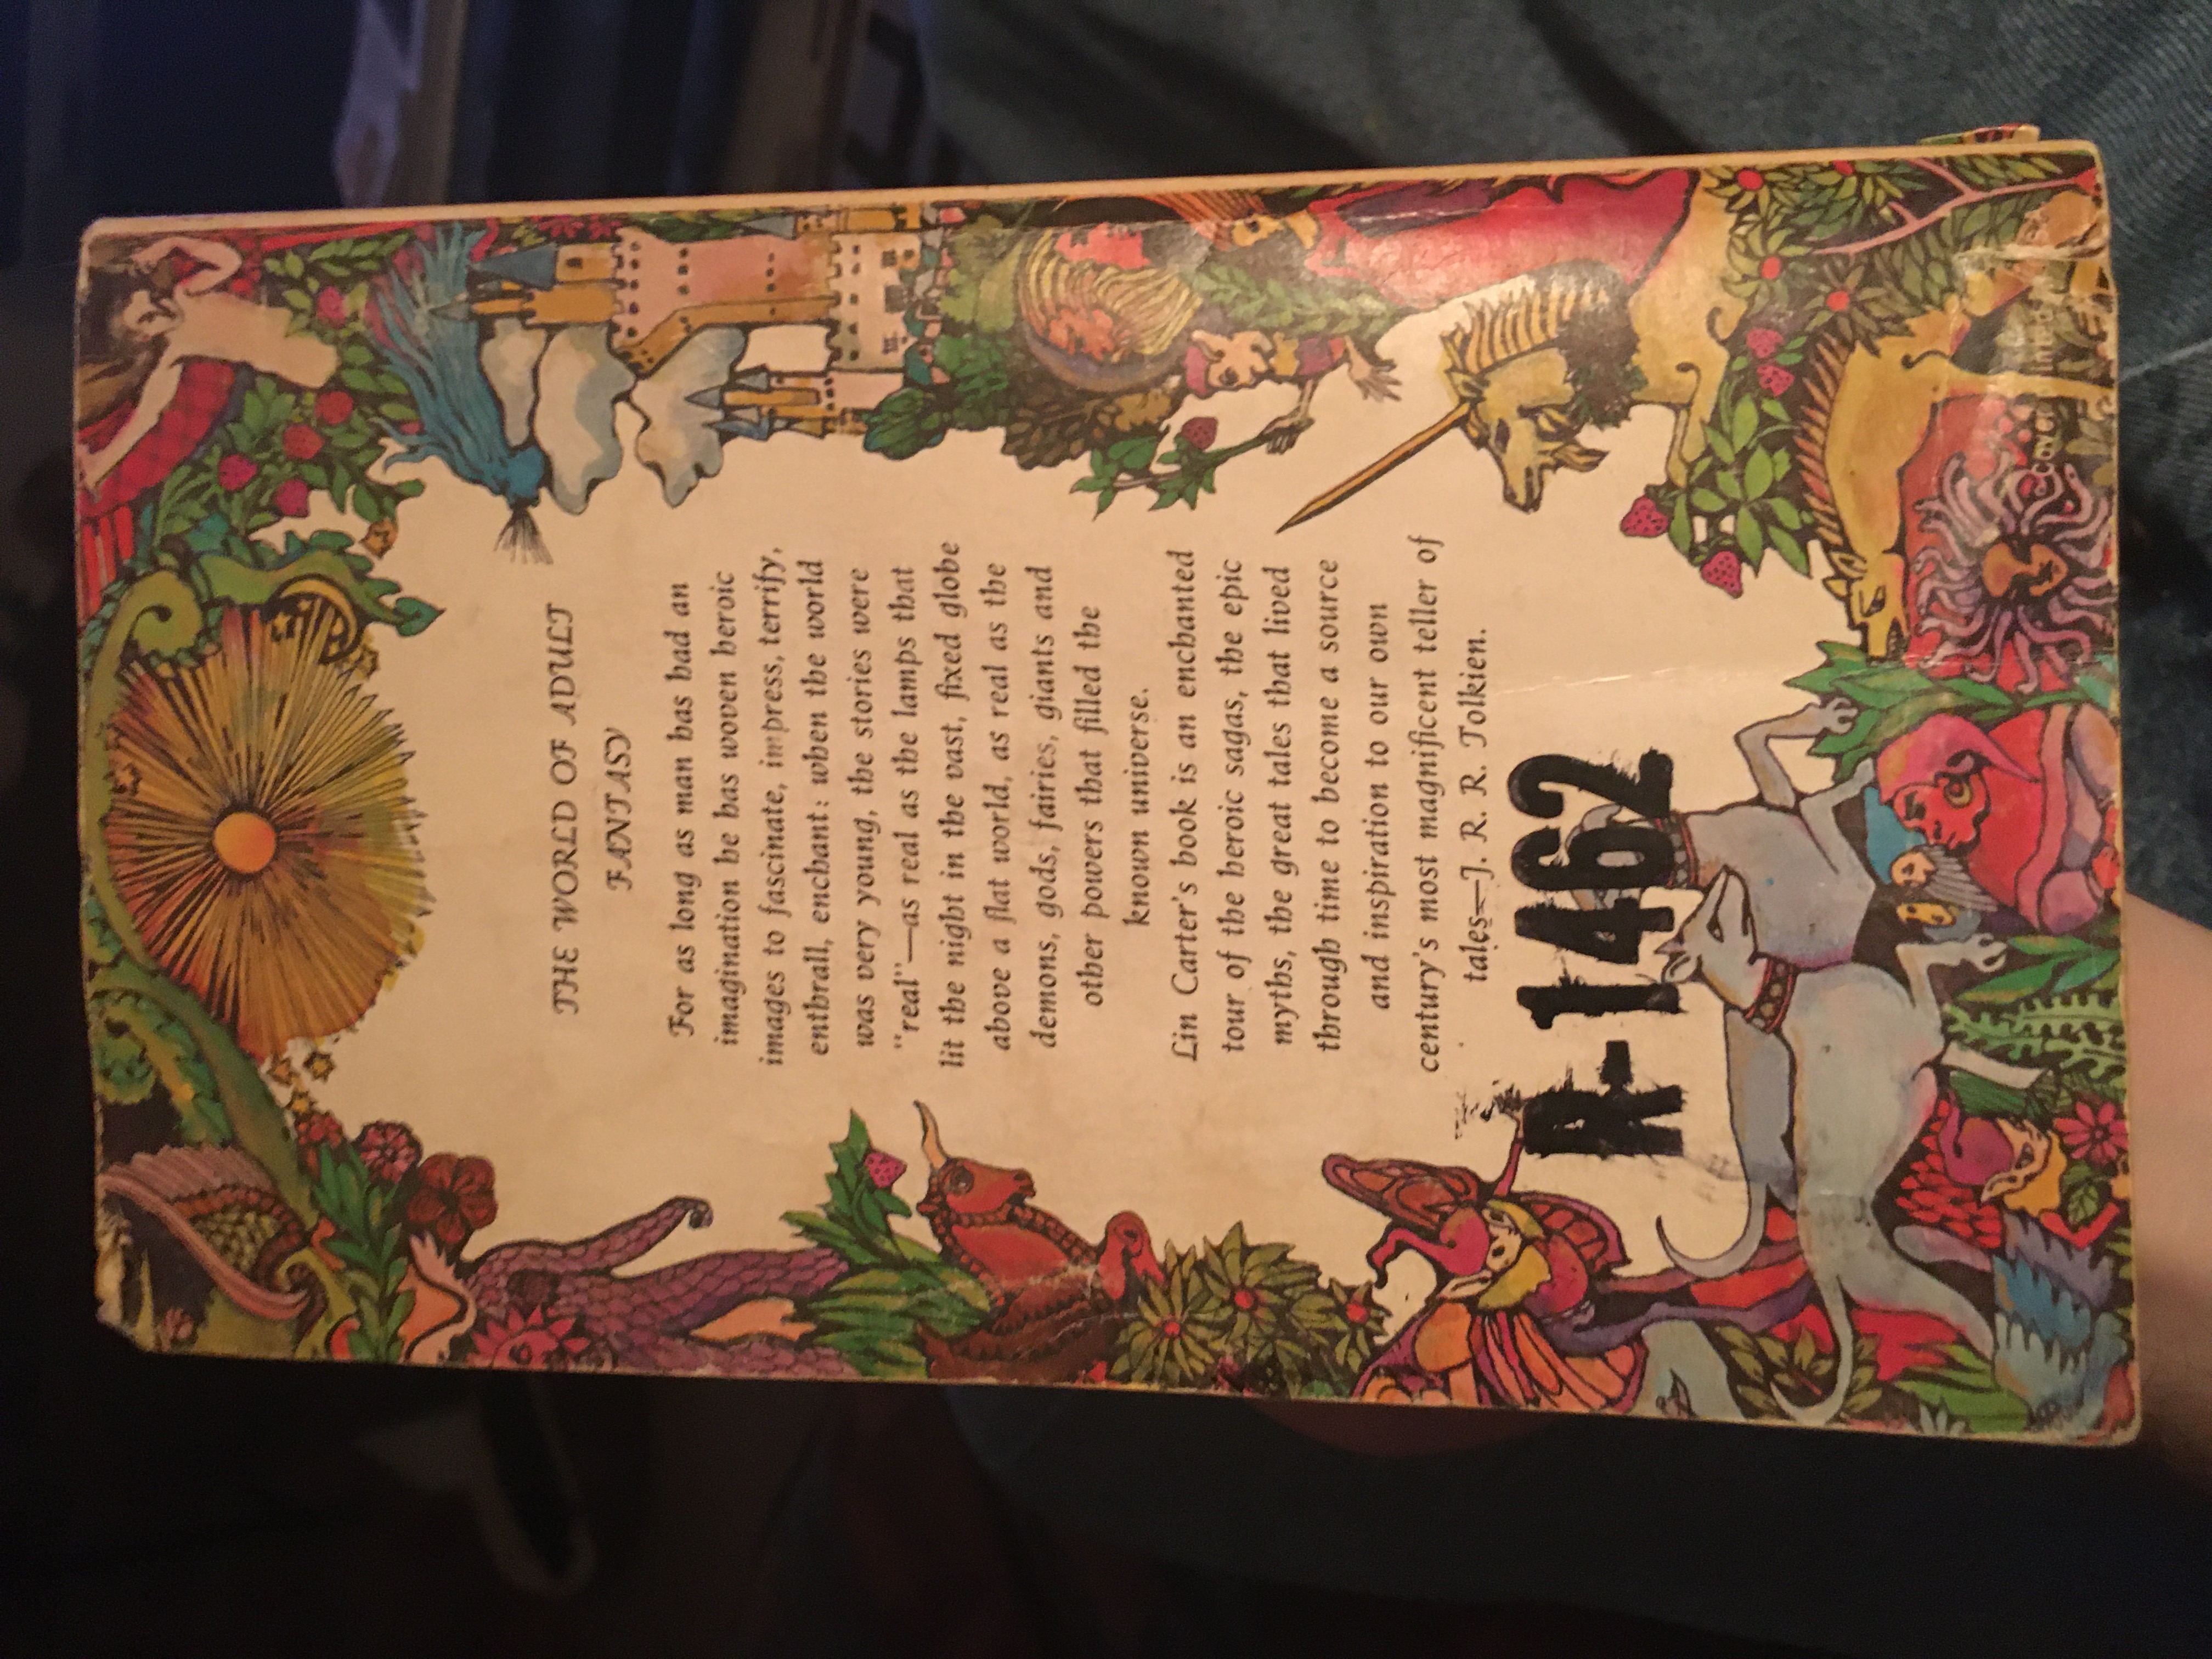 THE WORLD OF ADULT
FANTASY
For as long as man has had an
imagination he has woven heroic
images to fascinate, impress, terrify,
enthrall, enchant: when the world
was very young, the stories were
"real"—as real as the lamps that
lit the night in the vast, fixed globe
above a flat world, as real as the
demons, gods, fairies, giants and
other powers that filled the
known universe.
Lin Carter's book is an enchanted
tour of the heroic sagas, the epic
myths, the great tales that lived
through time to become a source
and inspiration to our own
century's most magnificent teller of
tales—J. R. R. Tolkien.
R-1462